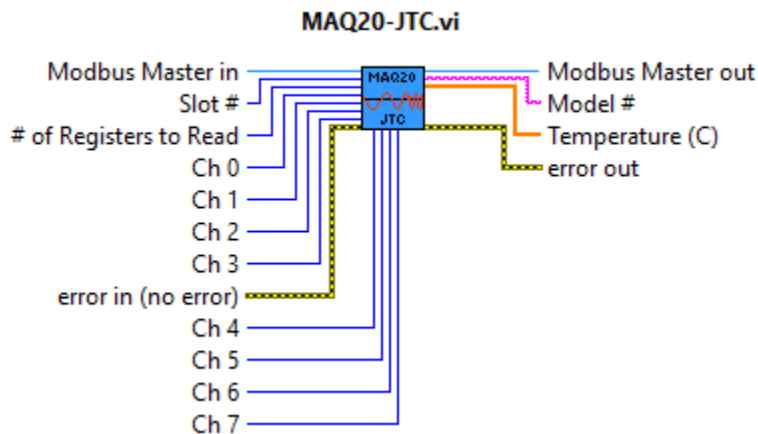 MAQ20-JTC.vi
Modbus Master in
Slot #
# of Registers to Read
Ch 0
Ch 1
Ch 2
Ch 3
error in (no error)
Ch 4
Ch 5
Ch 6
Ch 7
MAQ20
JTC
Modbus Master out
Model #
Temperature (C)
error out